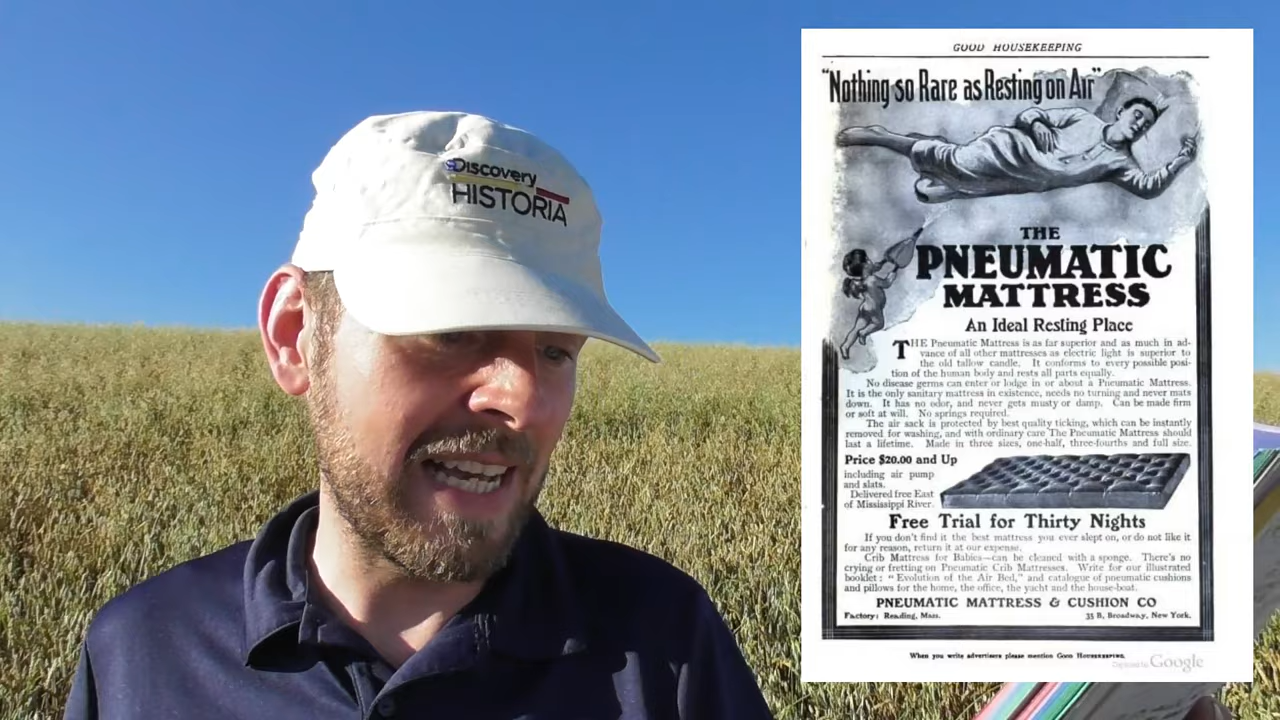 Discovery
HISTORIA
GOOD HOUSEKEEPING
"Nothing so Rare as Resting on Air"
THE
PNEUMATIC
MATTRESS
An Ideal Resting Place
THE Pneumatic Mattress is as far superior and as much in ad-
vance of all other mattresses as electric light is superior to
the old tallow candle. It conforms to every possible posi-
tion of the human body and rests all parts equally.
No disease germs can enter or lodge in or about a Pneumatic Mattress.
It is the only sanitary mattress in existence, needs no turning and never mats
down. It has no odor, and never gets musty or damp. Can be made firm
or soft at will. No springs required.
The air sack is protected by best quality ticking, which can be instantly
removed for washing, and with ordinary care The Pneumatic Mattress should
last a lifetime. Made in three sizes, one-half, three-fourths and full size.
Price $20.00 and Up
including air pump
and slats.
Delivered free East
of Mississippi River.
Free Trial for Thirty Nights
If you don't find it the best mattress you ever slept on, or do not like it
for any reason, return it at our expense.
Crib Mattress for Babies—can be cleaned with a sponge. There's no
crying or fretting on Pneumatic Crib Mattresses. Write for our illustrated
booklet: "Evolution of the Air Bed," and catalogue of pneumatic cushions
and pillows for the home, the office, the yacht and the house-boat.
PNEUMATIC MATTRESS & CUSHION CO
Factory: Reading, Mass. 35 B, Broadway, New York.
When you write advertisers please mention Good Housekeeping.
Digitized by Google